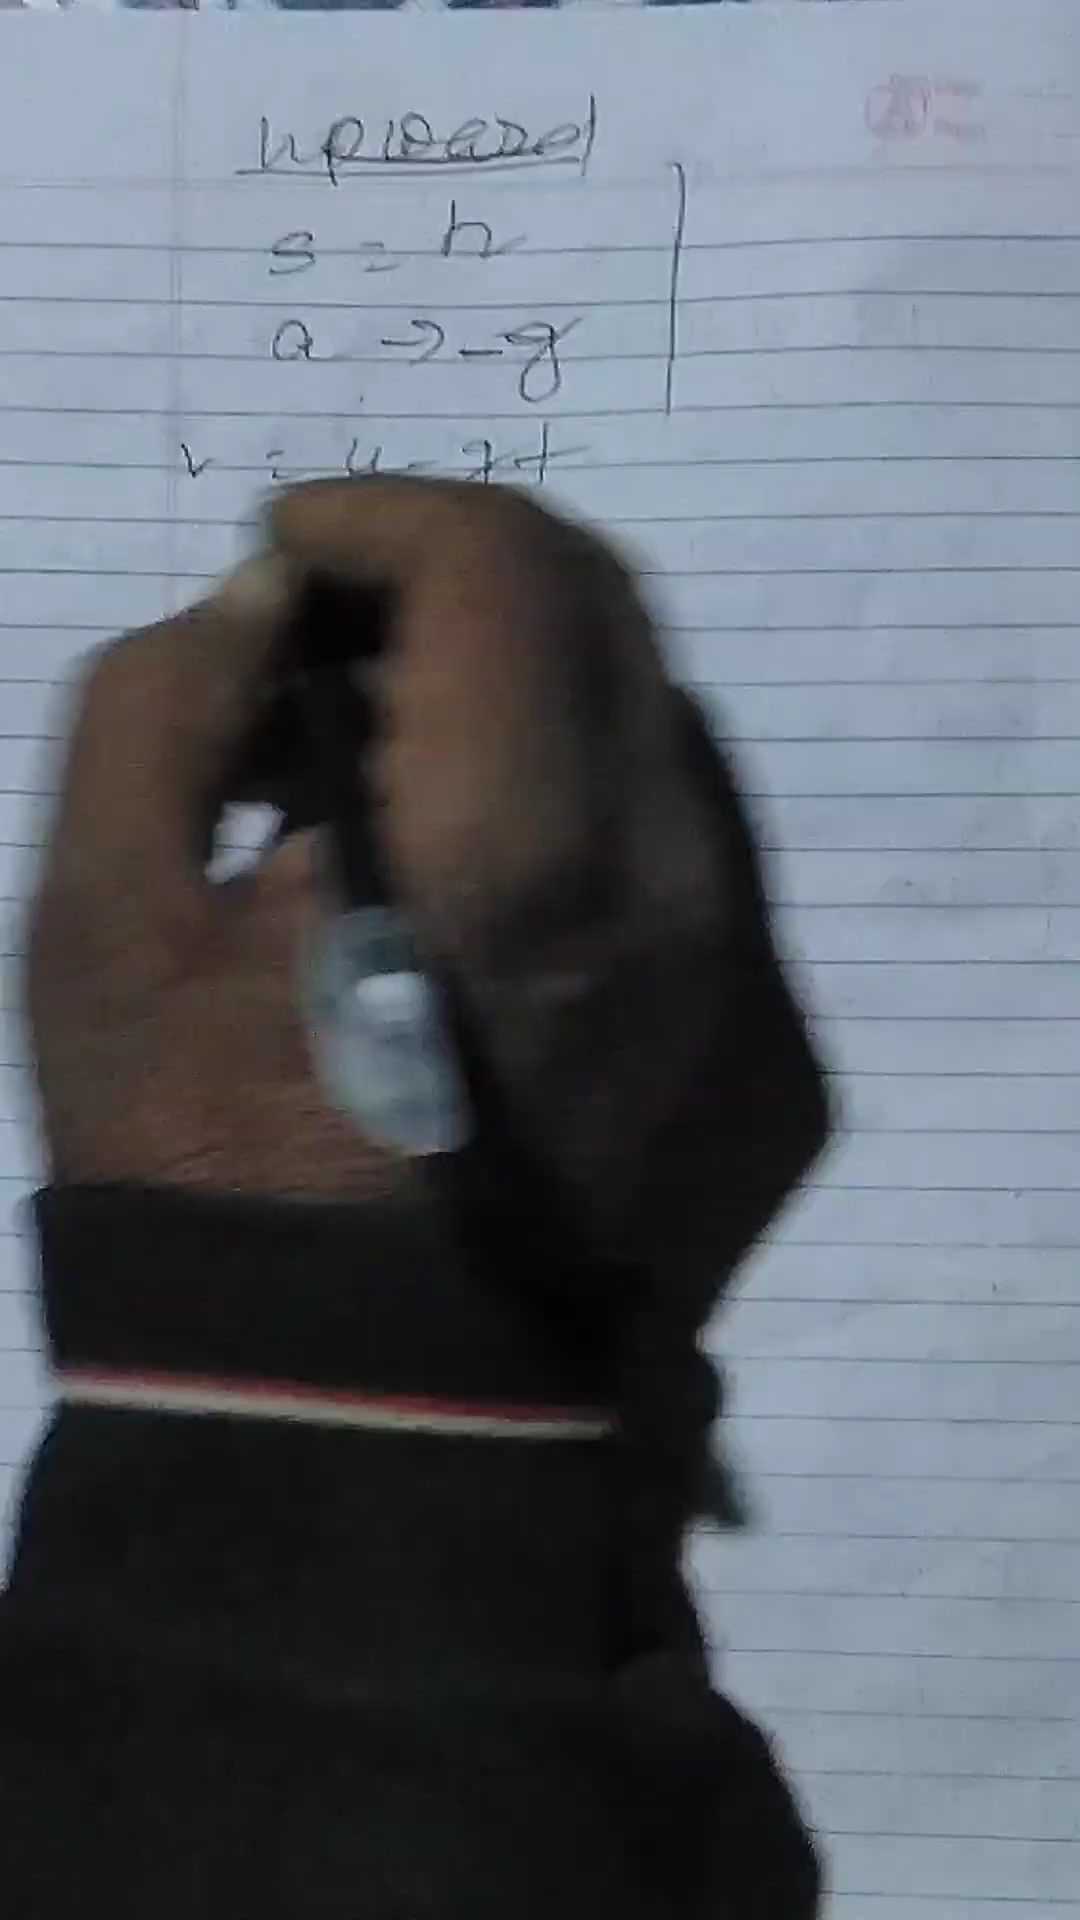 upward
s = h
a → -g
v = u - gt